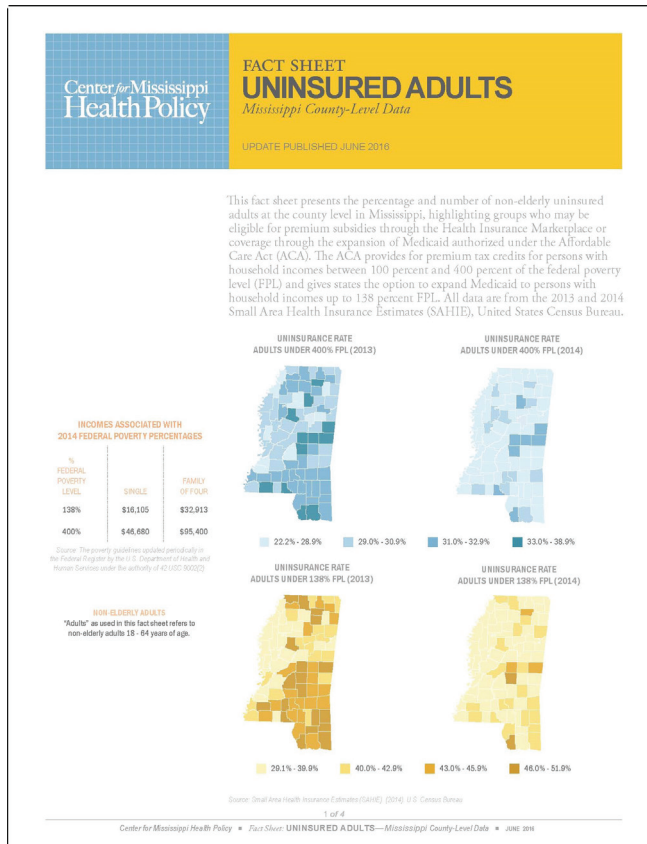 Center for Mississippi
Health Policy
FACT SHEET
UNINSURED ADULTS
Mississippi County-Level Data
UPDATE PUBLISHED JUNE 2016
This fact sheet presents the percentage and number of non-elderly uninsured
adults at the county level in Mississippi, highlighting groups who may be
eligible for premium subsidies through the Health Insurance Marketplace or
coverage through the expansion of Medicaid authorized under the Affordable
Care Act (ACA). The ACA provides for premium tax credits for persons with
household incomes between 100 percent and 400 percent of the federal poverty
level (FPL) and gives states the option to expand Medicaid to persons with
household incomes up to 138 percent FPL. All data are from the 2013 and 2014
Small Area Health Insurance Estimates (SAHIE), United States Census Bureau.
UNINSURANCE RATE
ADULTS UNDER 400% FPL (2013)
UNINSURANCE RATE
ADULTS UNDER 400% FPL (2014)
INCOMES ASSOCIATED WITH
2014 FEDERAL POVERTY PERCENTAGES
%
FEDERAL
POVERTY
LEVEL
SINGLE
FAMILY
OF FOUR
138% $16,105 $32,913
400% $46,680 $95,400
Source: The poverty guidelines updated periodically in
the Federal Register by the U.S. Department of Health and
Human Services under the authority of 42 USC 9902(2)
22.2% - 28.9% 29.0% - 30.9% 31.0% - 32.9% 33.0% - 38.9%
UNINSURANCE RATE
ADULTS UNDER 138% FPL (2013)
UNINSURANCE RATE
ADULTS UNDER 138% FPL (2014)
NON-ELDERLY ADULTS
"Adults" as used in this fact sheet refers to
non-elderly adults 18 - 64 years of age.
29.1% - 39.9% 40.0% - 42.9% 43.0% - 45.9% 46.0% - 51.9%
Source: Small Area Health Insurance Estimates (SAHIE). (2014). U.S. Census Bureau
1 of 4
Center for Mississippi Health Policy ■ Fact Sheet: UNINSURED ADULTS—Mississippi County-Level Data ■ JUNE 2016